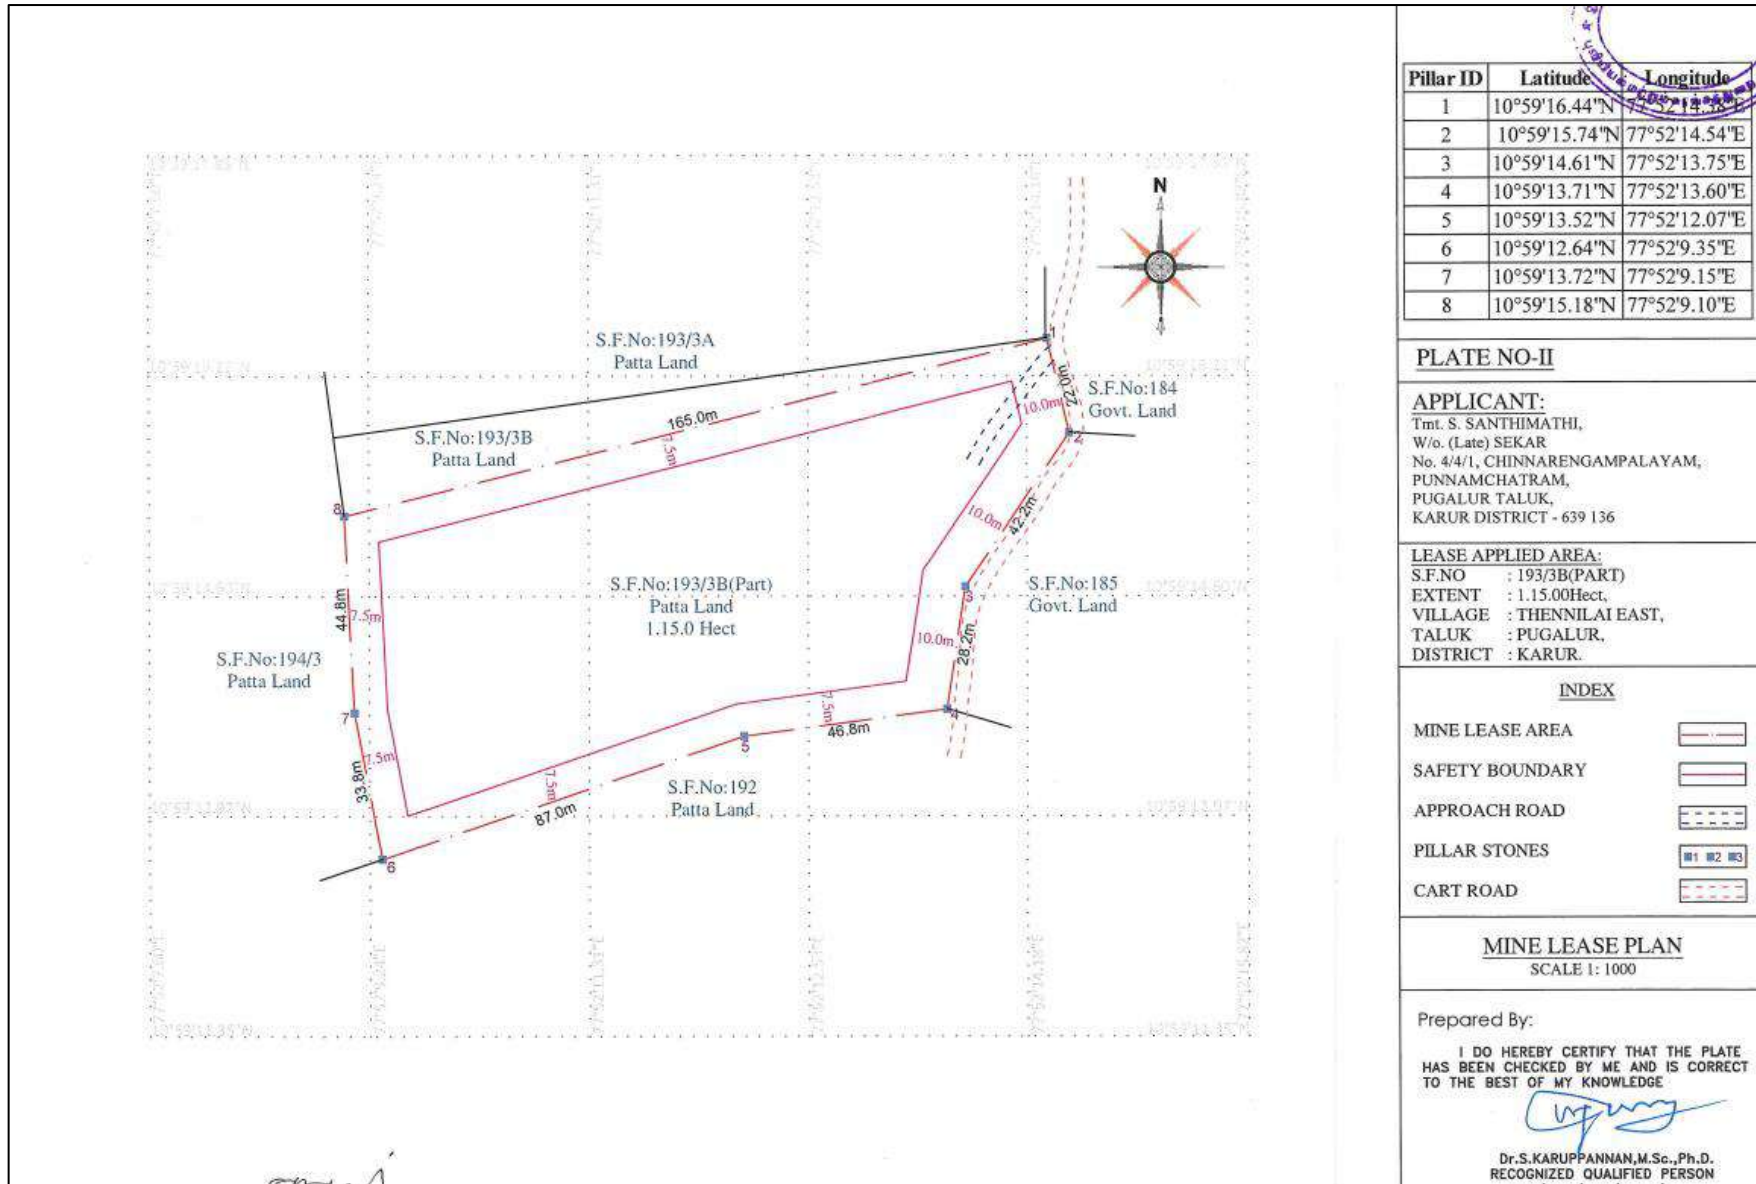 Pillar ID Latitude Longitude
1 10°59'16.44"N
2 10°59'15.74"N 77°52'14.54"E
3 10°59'14.61"N 77°52'13.75"E
4 10°59'13.71"N 77°52'13.60"E
5 10°59'13.52"N 77°52'12.07"E
6 10°59'12.64"N 77°52'9.35"E
7 10°59'13.72"N 77°52'9.15"E
8 10°59'15.18"N 77°52'9.10"E
PLATE NO-II
APPLICANT:
Tmt. S. SANTHIMATHI,
W/o. (Late) SEKAR
No. 4/4/1, CHINNARENGAMPALAYAM,
PUNNAMCHATRAM,
PUGALUR TALUK,
KARUR DISTRICT - 639 136
LEASE APPLIED AREA:
S.F.NO : 193/3B(PART)
EXTENT : 1.15.00Hect,
VILLAGE : THENNILAI EAST,
TALUK : PUGALUR,
DISTRICT : KARUR.
INDEX
MINE LEASE AREA
SAFETY BOUNDARY
APPROACH ROAD
PILLAR STONES
1 2 3
CART ROAD
MINE LEASE PLAN
SCALE 1: 1000
Prepared By:
I DO HEREBY CERTIFY THAT THE PLATE
HAS BEEN CHECKED BY ME AND IS CORRECT
TO THE BEST OF MY KNOWLEDGE
Dr.S.KARUPPANNAN,M.Sc.,Ph.D.
RECOGNIZED QUALIFIED PERSON
N
S.F.No:193/3A
Patta Land
1
22.0m
S.F.No:184
Govt. Land
10.0m
165.0m
7.5m
S.F.No:193/3B
Patta Land
2
8
10.0m
42.2m
S.F.No:193/3B(Part)
Patta Land
1.15.0 Hect
3
S.F.No:185
Govt. Land
44.8m
7.5m
10.0m
28.2m
S.F.No:194/3
Patta Land
7
7.5m
4
46.8m
5
7.5m
33.8m
7.5m
87.0m
S.F.No:192
Patta Land
6